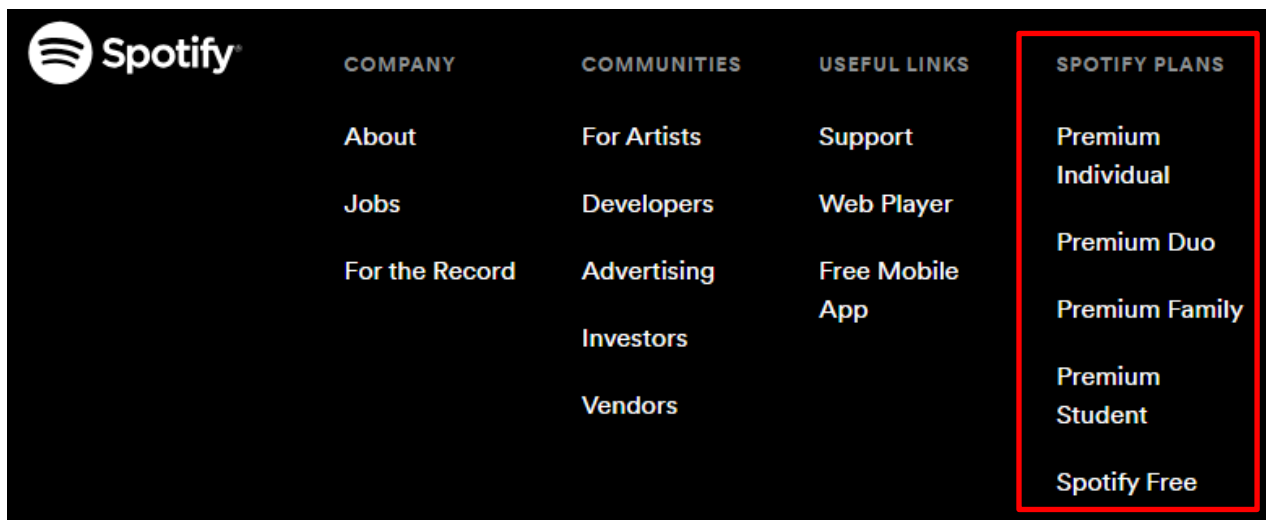 Spotify
COMPANY
About
Jobs
For the Record
COMMUNITIES
For Artists
Developers
Advertising
Investors
Vendors
USEFUL LINKS
Support
Web Player
Free Mobile
App
SPOTIFY PLANS
Premium
Individual
Premium Duo
Premium Family
Premium
Student
Spotify Free